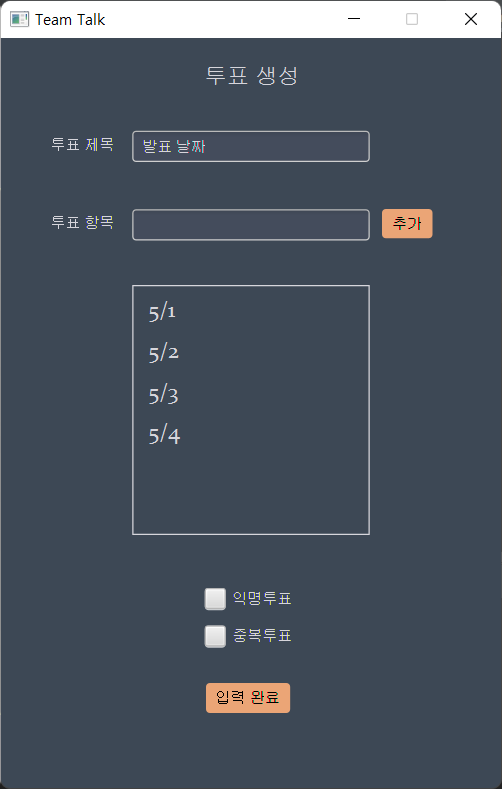 Team Talk
투표 생성
투표 제목 발표 날짜
투표 항목 추가
5/1
5/2
5/3
5/4
익명투표
중복투표
입력 완료